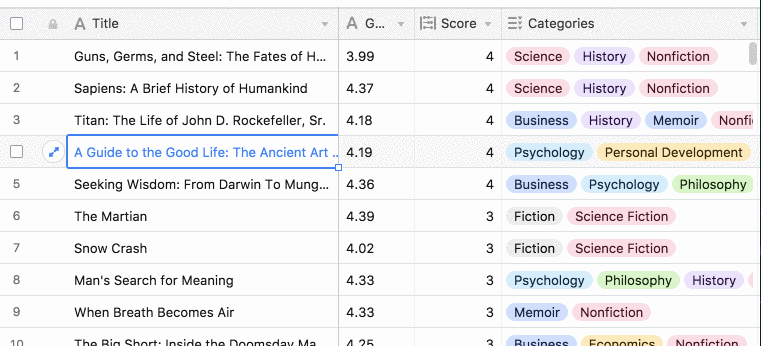 Title G... Score Categories
1 Guns, Germs, and Steel: The Fates of H... 3.99 4 Science History Nonfiction
2 Sapiens: A Brief History of Humankind 4.37 4 Science History Nonfiction
3 Titan: The Life of John D. Rockefeller, Sr. 4.18 4 Business History Memoir Nonfi
A Guide to the Good Life: The Ancient Art ... 4.19 4 Psychology Personal Development
5 Seeking Wisdom: From Darwin To Mung... 4.36 4 Business Psychology Philosophy
6 The Martian 4.39 3 Fiction Science Fiction
7 Snow Crash 4.02 3 Fiction Science Fiction
8 Man's Search for Meaning 4.33 3 Psychology Philosophy History
9 When Breath Becomes Air 4.33 3 Memoir Nonfiction
10 The Big Short: Inside the Doomsday Ma... 4.25 3 Business Economics Nonfiction